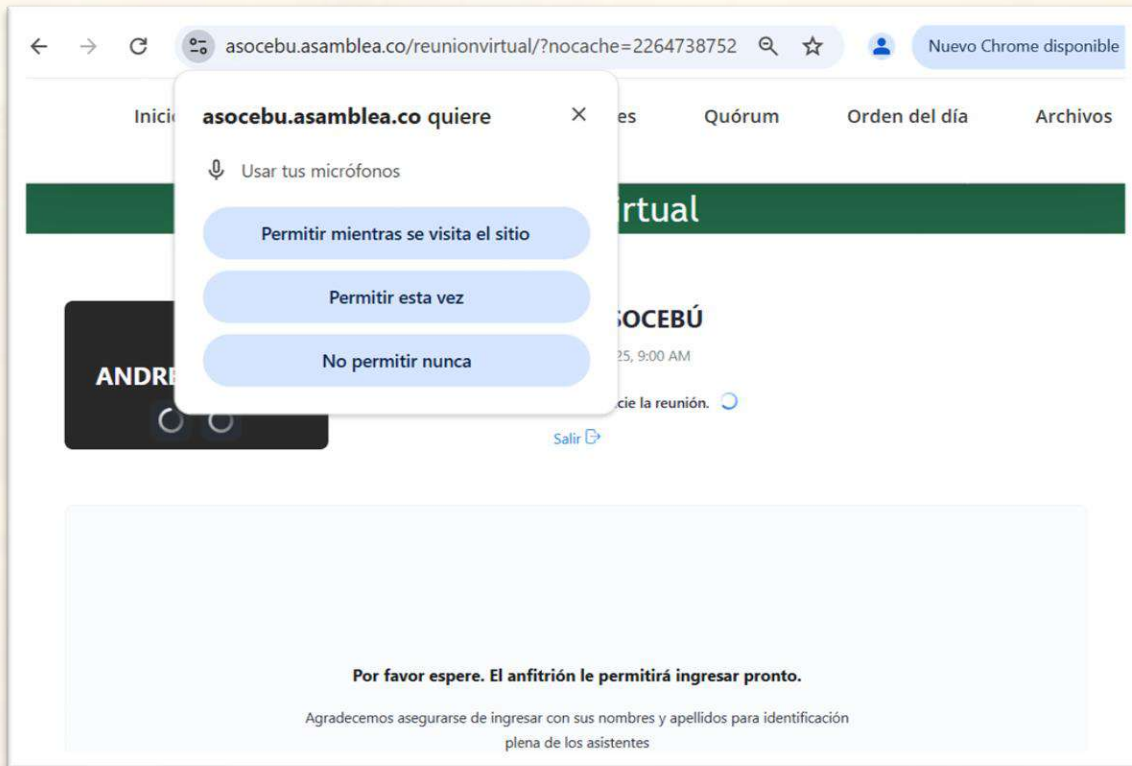 asocebu.asamblea.co/reunionvirtual/?nocache=2264738752
Nuevo Chrome disponible
Inicio
es
Quórum
Orden del día
Archivos
asocebu.asamblea.co quiere
Usar tus micrófonos
Permitir mientras se visita el sitio
Permitir esta vez
No permitir nunca
irtual
SOCEBÚ
25, 9:00 AM
ANDRE
cie la reunión.
Salir
Por favor espere. El anfitrión le permitirá ingresar pronto.
Agradecemos asegurarse de ingresar con sus nombres y apellidos para identificación
plena de los asistentes